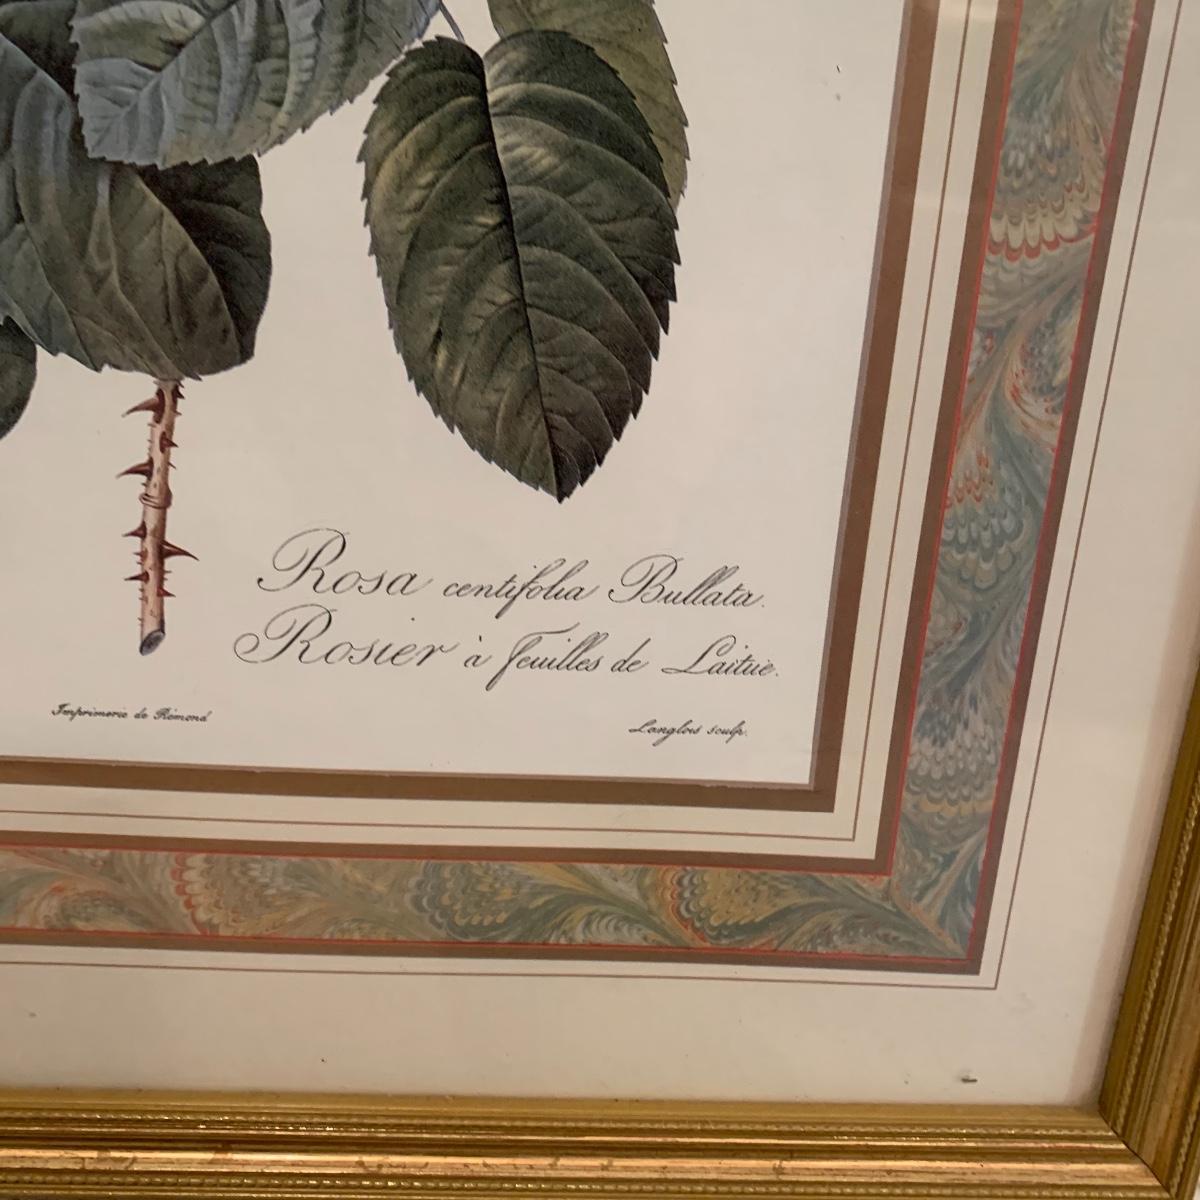 Rosa centifolia Bullata.
Rosier à feuilles de Laitue.
Imprimerie de Rémond
Langlois sculp.